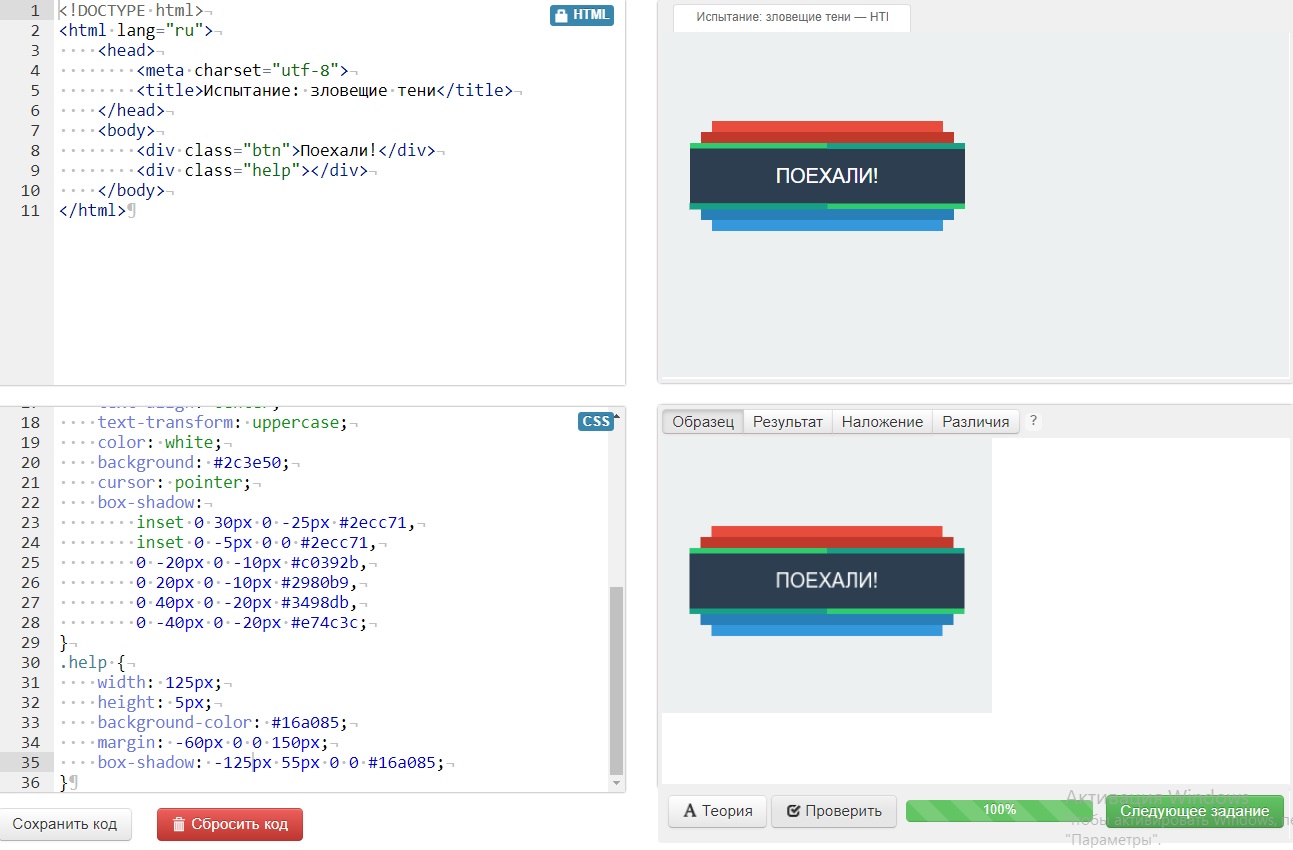 1 <!DOCTYPE html>
2 <html lang="ru">
3 <head>
4 <meta charset="utf-8">
5 <title>Испытание: зловещие тени</title>
6 </head>
7 <body>
8 <div class="btn">Поехали!</div>
9 <div class="help"></div>
10 </body>
11 </html>
HTML
Испытание: зловещие тени — HTI
ПОЕХАЛИ!
18 text-transform: uppercase;
19 color: white;
20 background: #2c3e50;
21 cursor: pointer;
22 box-shadow:
23 inset 0 30px 0 -25px #2ecc71,
24 inset 0 -5px 0 0 #2ecc71,
25 0 -20px 0 -10px #c0392b,
26 0 20px 0 -10px #2980b9,
27 0 40px 0 -20px #3498db,
28 0 -40px 0 -20px #e74c3c;
29 }
30 .help {
31 width: 125px;
32 height: 5px;
33 background-color: #16a085;
34 margin: -60px 0 0 150px;
35 box-shadow: -125px 55px 0 0 #16a085;
36 }
CSS
Образец Результат Наложение Различия ?
ПОЕХАЛИ!
Сохранить код Сбросить код
Теория Проверить 100% Следующее задание
Активация Windows
Чтобы активировать Windows,
"Параметры".